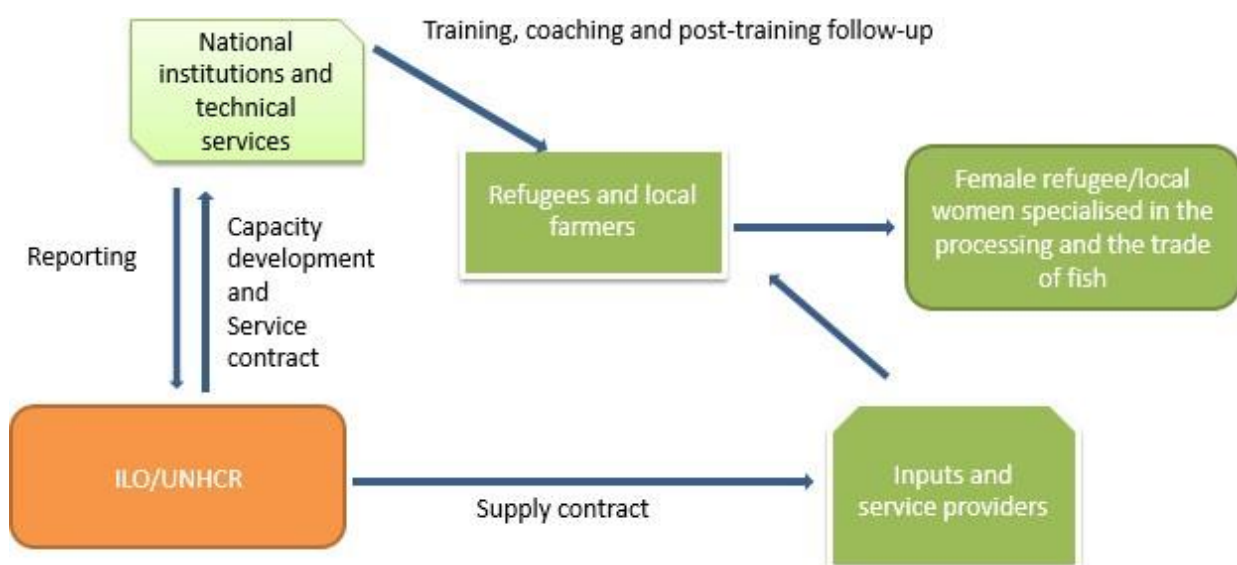 Training, coaching and post-training follow-up
National
institutions and
technical
services
Refugees and local
farmers
Female refugee/local
women specialised in the
processing and the trade
of fish
Reporting
Capacity
development
and
Service
contract
ILO/UNHCR
Supply contract
Inputs and
service providers